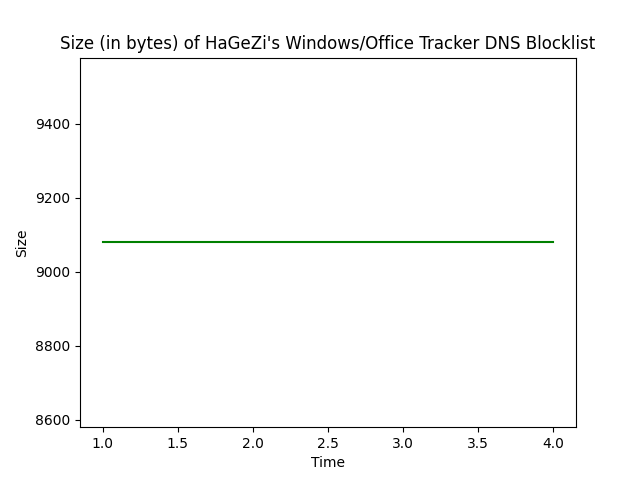 Size (in bytes) of HaGeZi's Windows/Office Tracker DNS Blocklist
9400
9200
9000
8800
8600
Size
1.0 1.5 2.0 2.5 3.0 3.5 4.0
Time